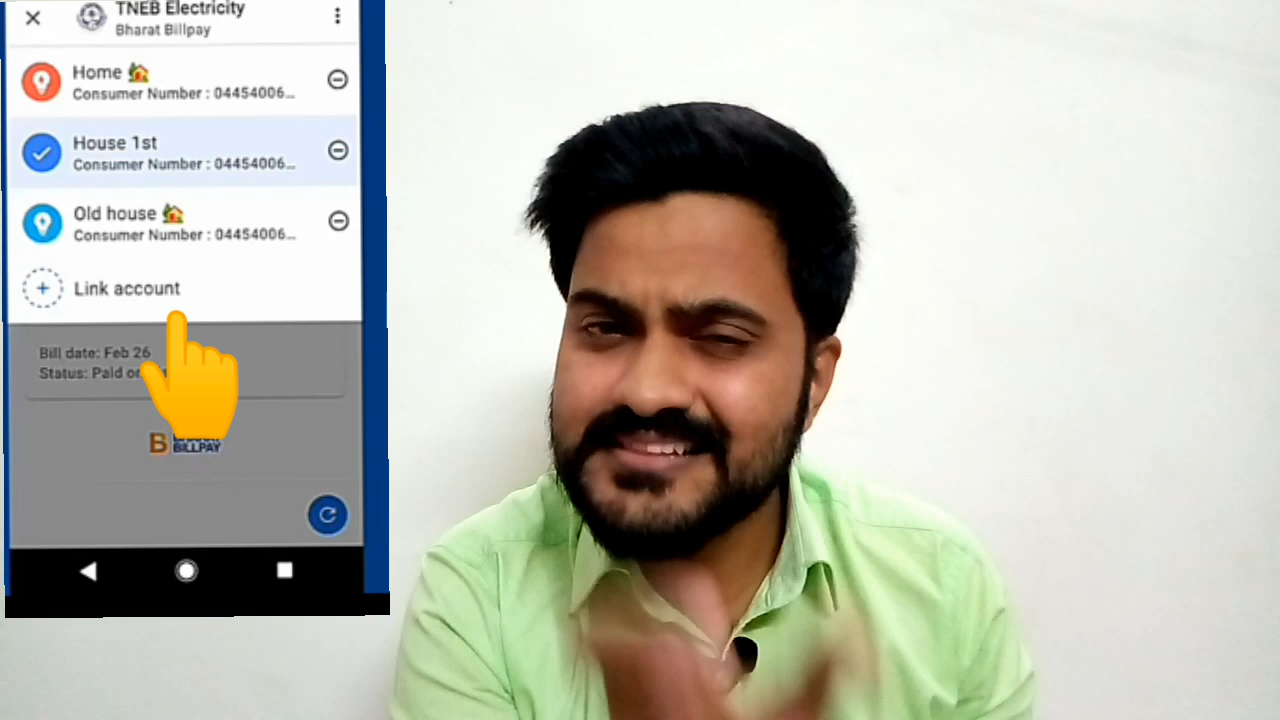 TNEB Electricity
Bharat Billpay
Home
Consumer Number : 04454006...
House 1st
Consumer Number : 04454006...
Old house
Consumer Number : 04454006...
Link account
Bill date: Feb 26
Status: Paid
B
BILLPAY